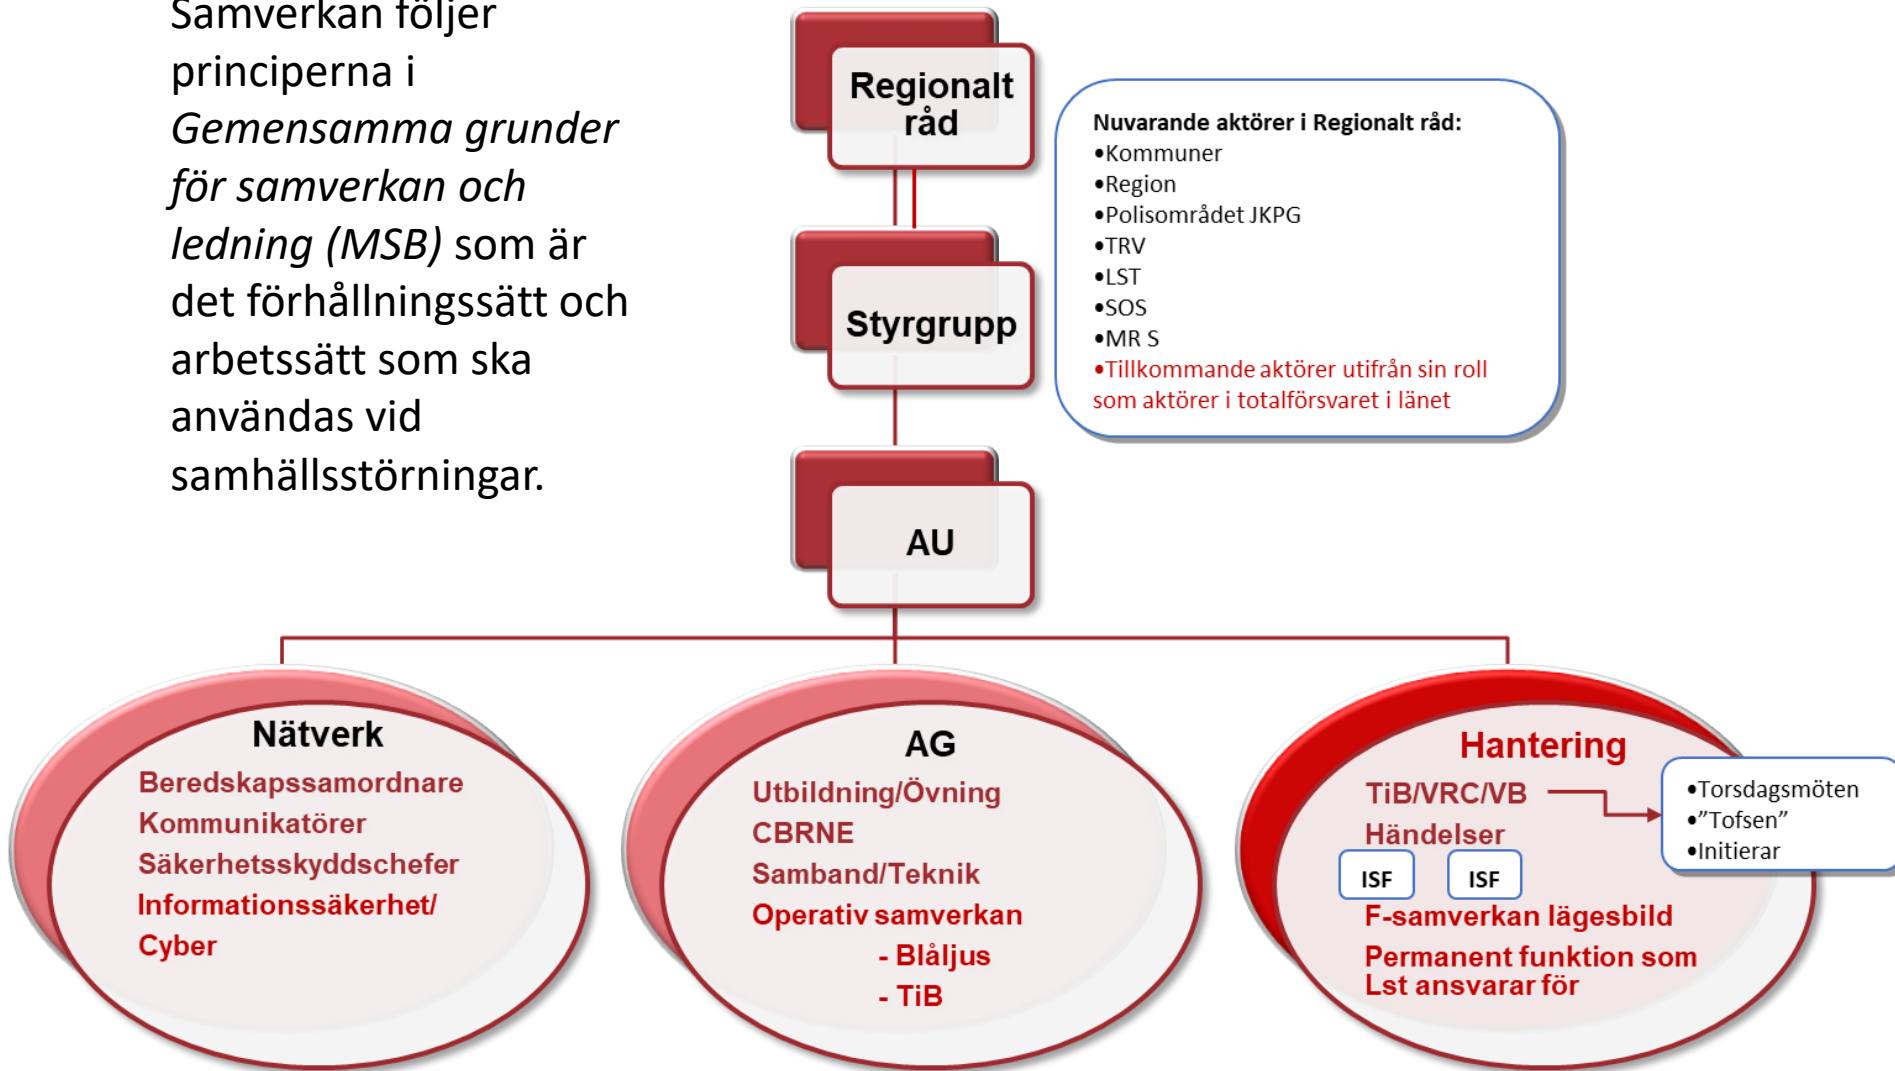 Samverkan följer
principerna i
Gemensamma grunder
för samverkan och
ledning (MSB) som är
det förhållningssätt och
arbetssätt som ska
användas vid
samhällsstörningar.
Regionalt
råd
Nuvarande aktörer i Regionalt råd:
•Kommuner
•Region
•Polisområdet JKPG
•TRV
•LST
•SOS
•MR S
•Tillkommande aktörer utifrån sin roll
som aktörer i totalförsvaret i länet
Styrgrupp
AU
Nätverk
Beredskapssamordnare
Kommunikatörer
Säkerhetsskyddschefer
Informationssäkerhet/
Cyber
AG
Utbildning/Övning
CBRNE
Samband/Teknik
Operativ samverkan
- Blåljus
- TiB
Hantering
TiB/VRC/VB
Händelser
ISF ISF
F-samverkan lägesbild
Permanent funktion som
Lst ansvarar för
•Torsdagsmöten
•”Tofsen”
•Initierar